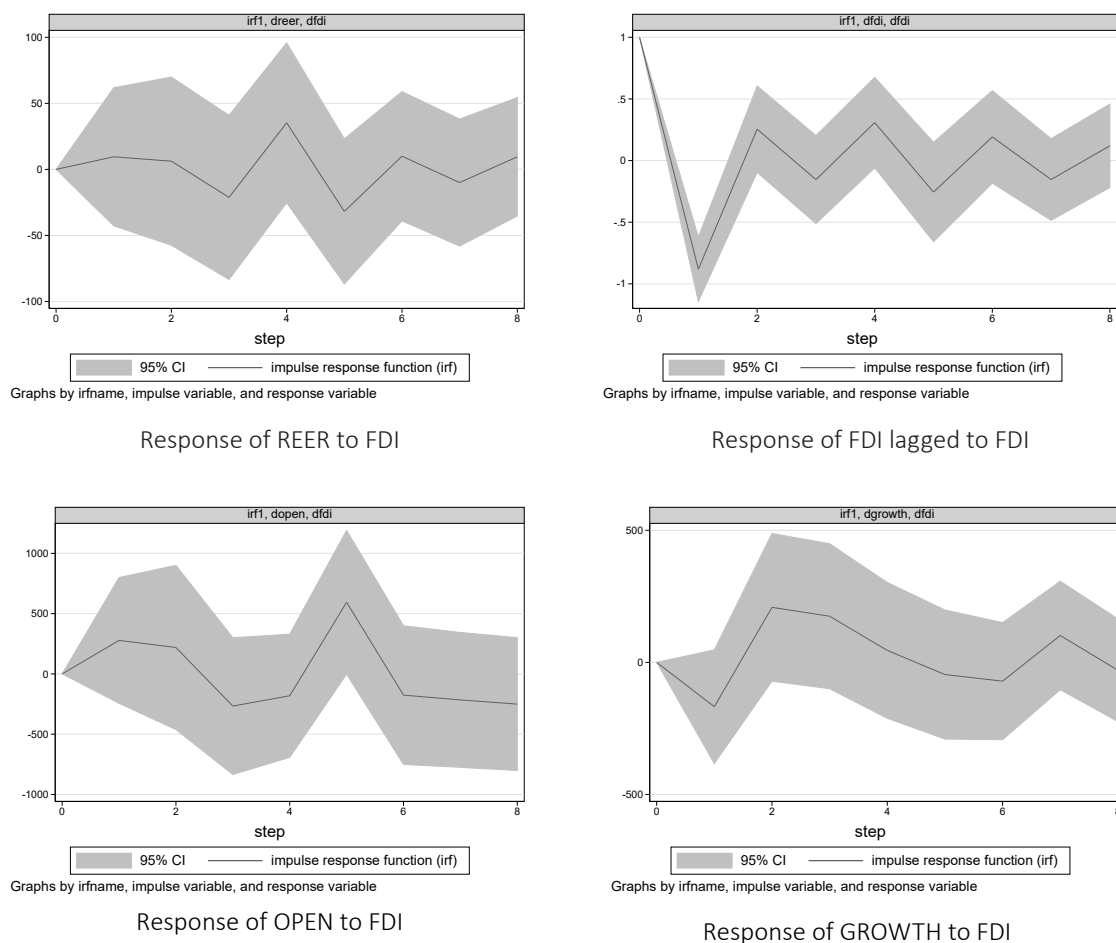 irf1, dreer, dfdi
100
50
0
-50
-100
0 2 4 6 8
step
95% CI impulse response function (irf)
Graphs by irfname, impulse variable, and response variable
Response of REER to FDI
irf1, dfdi, dfdi
1
.5
0
-.5
-1
0 2 4 6 8
step
95% CI impulse response function (irf)
Graphs by irfname, impulse variable, and response variable
Response of FDI lagged to FDI
irf1, dopen, dfdi
1000
500
0
-500
-1000
0 2 4 6 8
step
95% CI impulse response function (irf)
Graphs by irfname, impulse variable, and response variable
Response of OPEN to FDI
irf1, dgrowth, dfdi
500
0
-500
0 2 4 6 8
step
95% CI impulse response function (irf)
Graphs by irfname, impulse variable, and response variable
Response of GROWTH to FDI